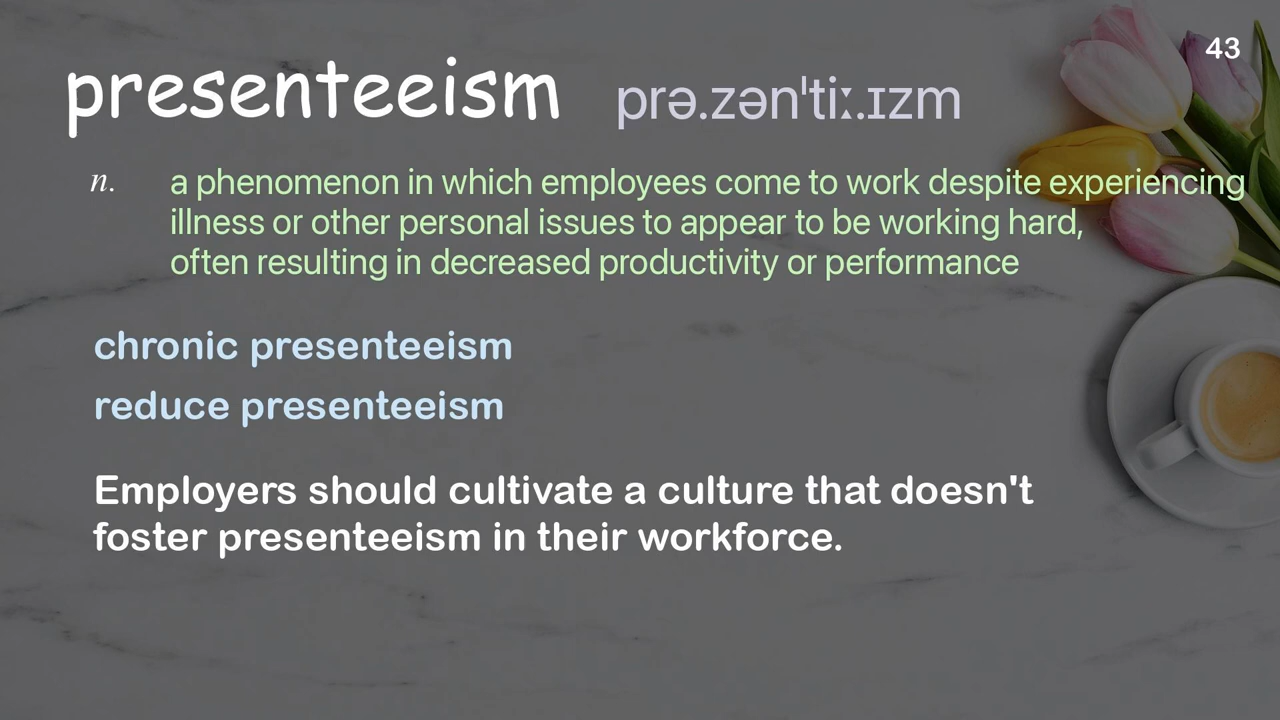 43
presenteeism prə.zənˈtiː.ɪzm
n. a phenomenon in which employees come to work despite experiencing
illness or other personal issues to appear to be working hard,
often resulting in decreased productivity or performance
chronic presenteeism
reduce presenteeism
Employers should cultivate a culture that doesn't
foster presenteeism in their workforce.